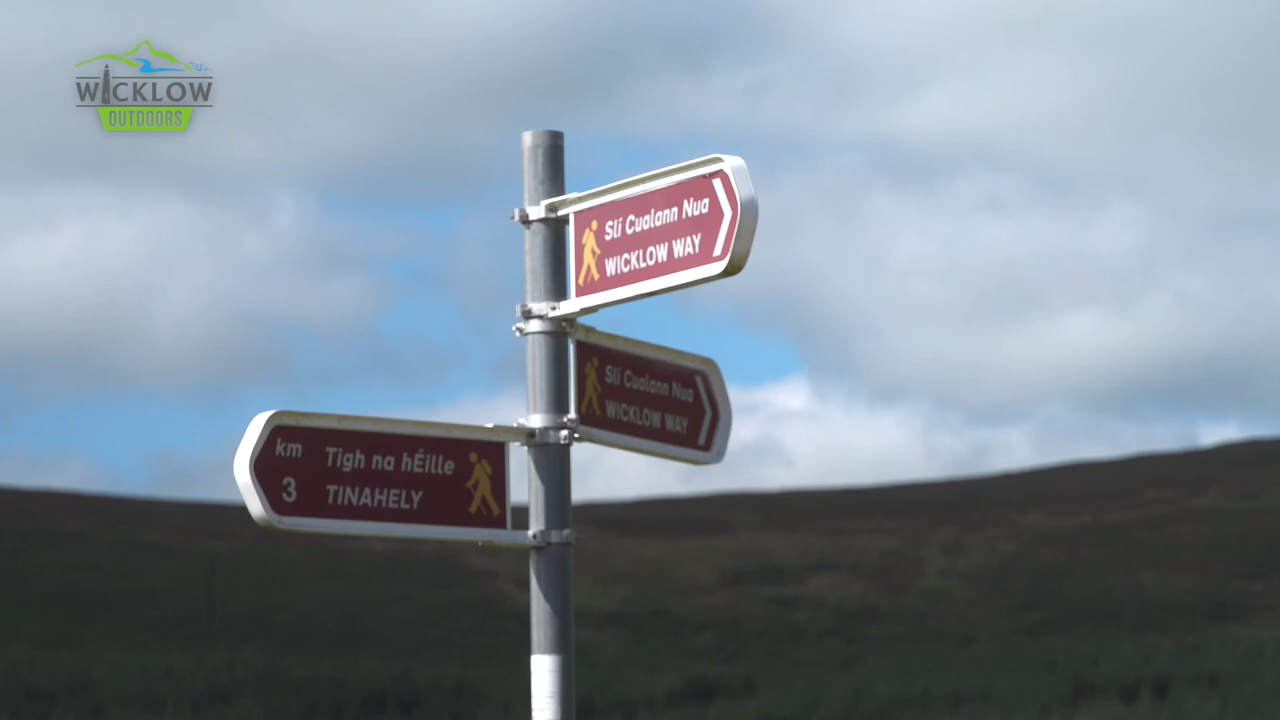 WICKLOW
OUTDOORS
Slí Cualann Nua
WICKLOW WAY
Slí Cualann Nua
WICKLOW WAY
km Tigh na hÉille
3 TINAHELY